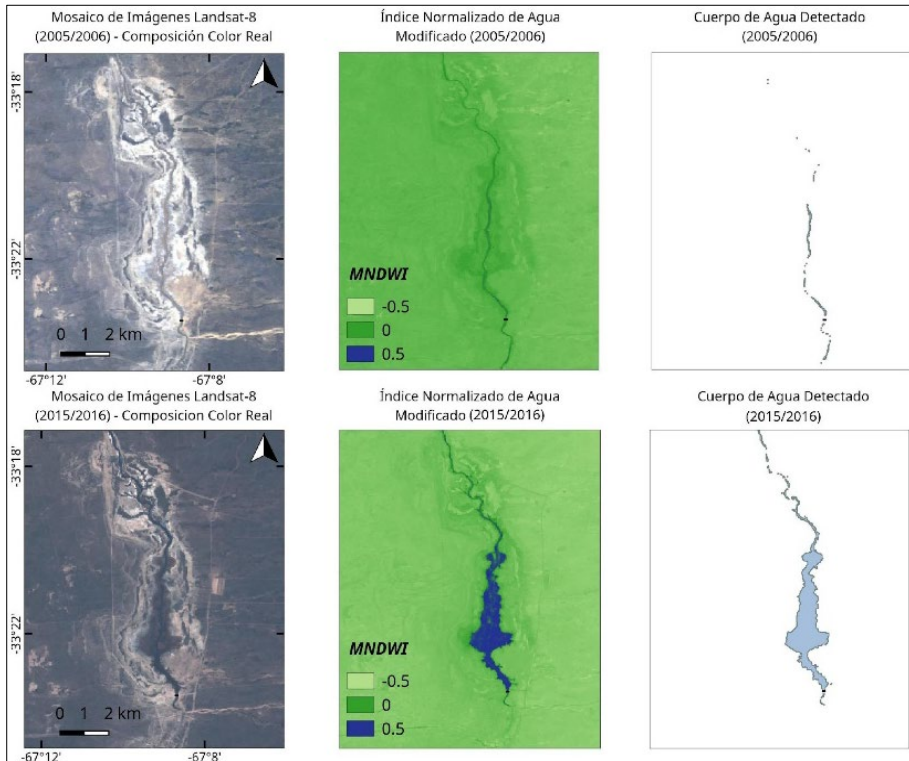 Mosaico de Imágenes Landsat-8
(2005/2006) - Composición Color Real
Índice Normalizado de Agua
Modificado (2005/2006)
Cuerpo de Agua Detectado
(2005/2006)
-33°18'
-33°22'
0 1 2 km
-67°12'
-67°8'
MNDWI
-0.5
0
0.5
Mosaico de Imágenes Landsat-8
(2015/2016) - Composicion Color Real
Índice Normalizado de Agua
Modificado (2015/2016)
Cuerpo de Agua Detectado
(2015/2016)
-33°18'
-33°22'
0 1 2 km
-67°12'
-67°8'
MNDWI
-0.5
0
0.5